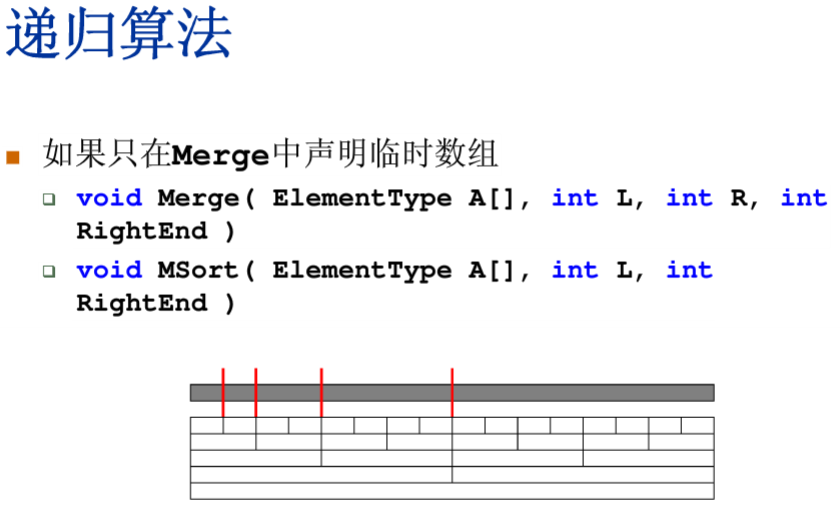 递归算法
如果只在Merge中声明临时数组
void Merge( ElementType A[], int L, int R, int
RightEnd )
void MSort( ElementType A[], int L, int
RightEnd )